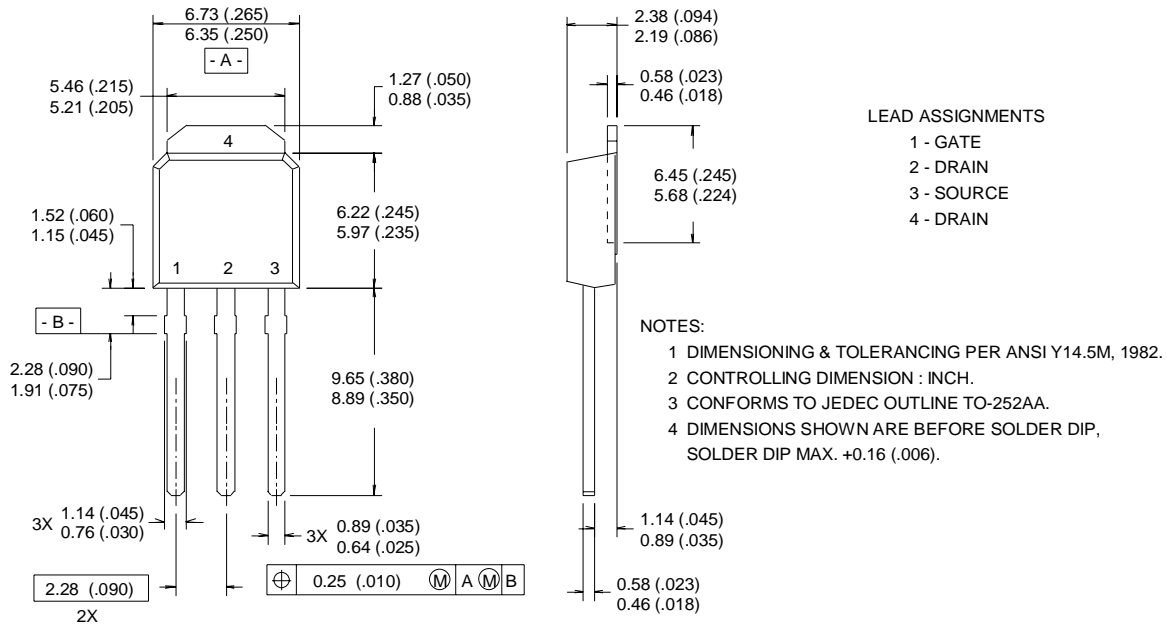 6.73 (.265)
6.35 (.250)
- A -
5.46 (.215)
5.21 (.205)
1.27 (.050)
0.88 (.035)
4
6.22 (.245)
5.97 (.235)
1.52 (.060)
1.15 (.045)
1 2 3
- B -
2.28 (.090)
1.91 (.075)
9.65 (.380)
8.89 (.350)
3X 1.14 (.045)
0.76 (.030)
3X 0.89 (.035)
0.64 (.025)
2.28 (.090)
2X
⌖ 0.25 (.010) Ⓜ A Ⓜ B
2.38 (.094)
2.19 (.086)
0.58 (.023)
0.46 (.018)
6.45 (.245)
5.68 (.224)
1.14 (.045)
0.89 (.035)
0.58 (.023)
0.46 (.018)
LEAD ASSIGNMENTS
1 - GATE
2 - DRAIN
3 - SOURCE
4 - DRAIN
NOTES:
1 DIMENSIONING & TOLERANCING PER ANSI Y14.5M, 1982.
2 CONTROLLING DIMENSION : INCH.
3 CONFORMS TO JEDEC OUTLINE TO-252AA.
4 DIMENSIONS SHOWN ARE BEFORE SOLDER DIP,
SOLDER DIP MAX. +0.16 (.006).